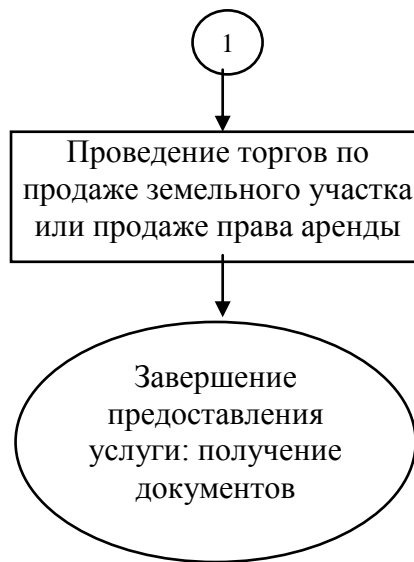 1
Проведение торгов по
продаже земельного участка
или продаже права аренды
Завершение
предоставления
услуги: получение
документов